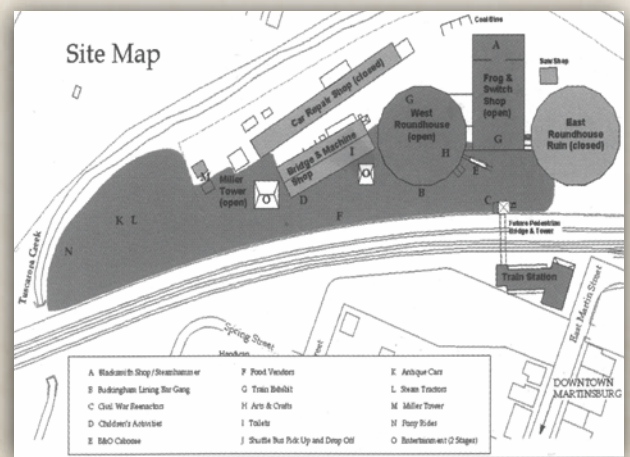 Site Map
Coal Bins
A
Frog &
Switch
Shop
(open)
Car Repair Shop (closed)
G
West
Roundhouse
(open)
East
Roundhouse
Ruin (closed)
G
H
E
Bridge & Machine
Shop
I
O
M
Miller
Tower
(open)
O
D
B
C
F
K L
N
Tuscarora Creek
Future Pedestrian
Bridge & Tower
Train Station
East Martin Street
Spring Street
DOWNTOWN
MARTINSBURG
A Blacksmith Shop/Steamhammer
B Buckingham Lining Bar Gang
C Civil War Reenactors
D Children's Activities
E B&O Caboose
F Food Vendors
G Train Exhibit
H Arts & Crafts
I Toilets
J Shuttle Bus Pick Up and Drop Off
K Antique Cars
L Steam Tractors
M Miller Tower
N Pony Rides
O Entertainment (2 Stages)